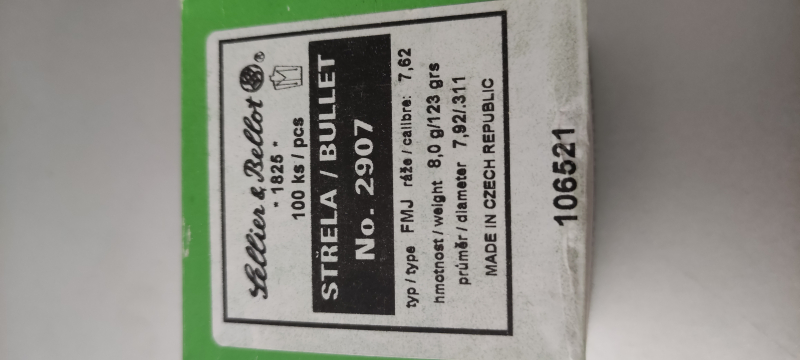 Sellier & Bellot ®
" 1825 "
100 ks / pcs
STŘELA / BULLET
No. 2907
typ / type FMJ ráže / calibre: 7,62
hmotnost / weight 8,0 g/123 grs
průměr / diameter 7,92/.311
MADE IN CZECH REPUBLIC
106521